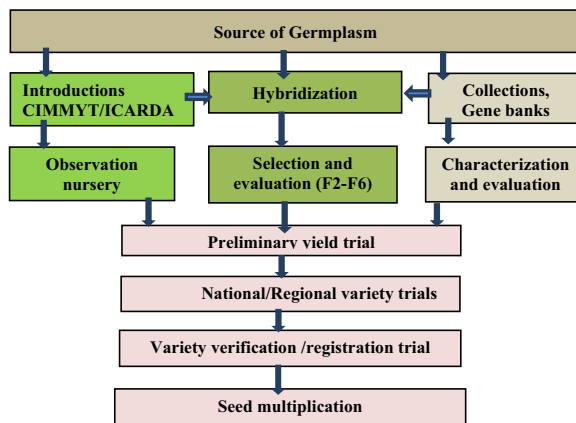 Source of Germplasm
Introductions
CIMMYT/ICARDA
Hybridization
Collections,
Gene banks
Observation
nursery
Selection and
evaluation (F2-F6)
Characterization
and evaluation
Preliminary yield trial
National/Regional variety trials
Variety verification /registration trial
Seed multiplication